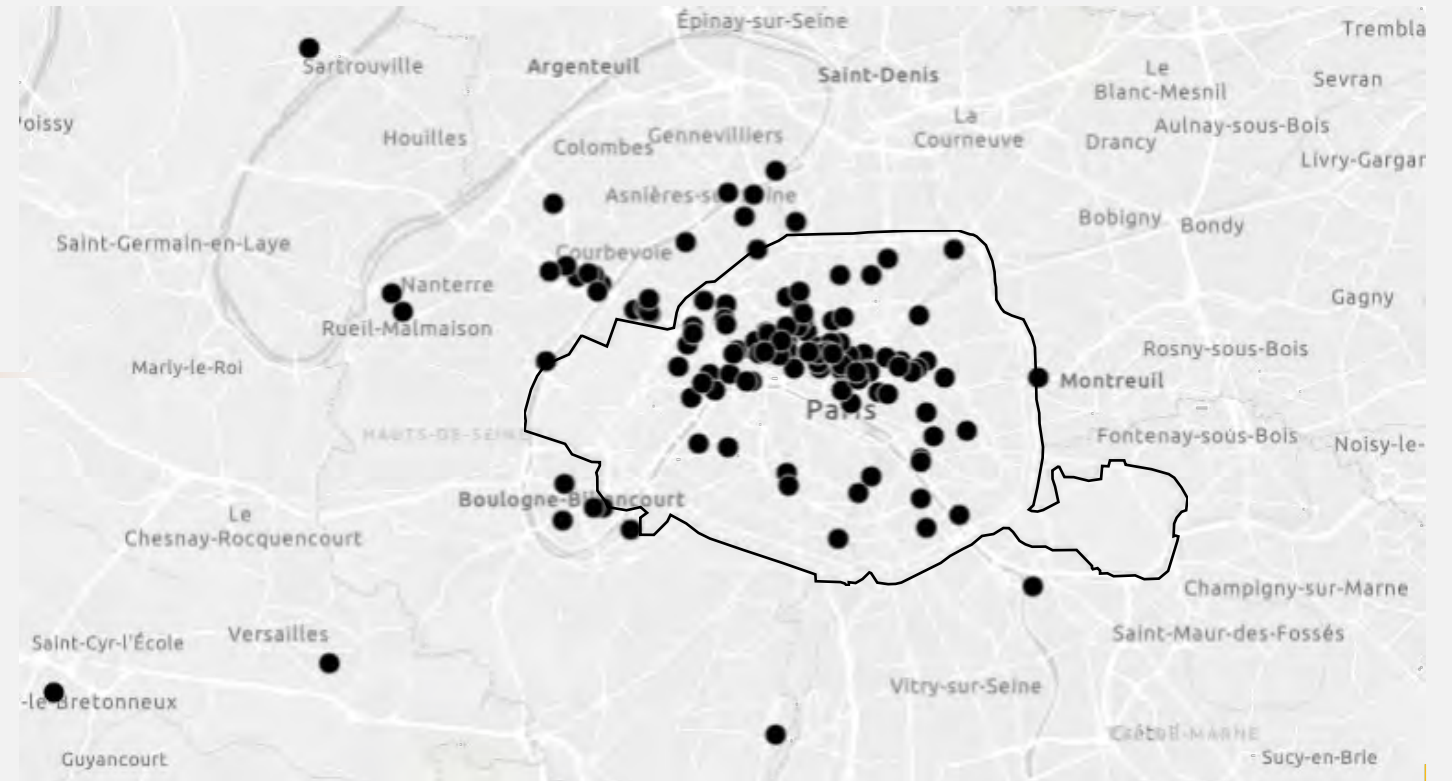 Épinay-sur-Seine
Trembla
Sartrouville
Argenteuil
Saint-Denis
Le
Blanc-Mesnil
Sevran
Poissy
Houilles
Colombes
Gennevilliers
La
Courneuve
Drancy
Aulnay-sous-Bois
Livry-Gargar
Asnières-s ine
Bobigny
Bondy
Saint-Germain-en-Laye
Courbevoie
Nanterre
Gagny
Rueil-Malmaison
Marly-le-Roi
Rosny-sous-Bois
Montreuil
Paris
HAUTS-DE-SEINE
Fontenay-sous-Bois
Noisy-le-
Boulogne-Billancourt
Le
Chesnay-Rocquencourt
Champigny-sur-Marne
Saint-Cyr-l'École
Versailles
Saint-Maur-des-Fossés
-le-Bretonneux
Vitry-sur-Seine
Guyancourt
Sucy-en-Brie